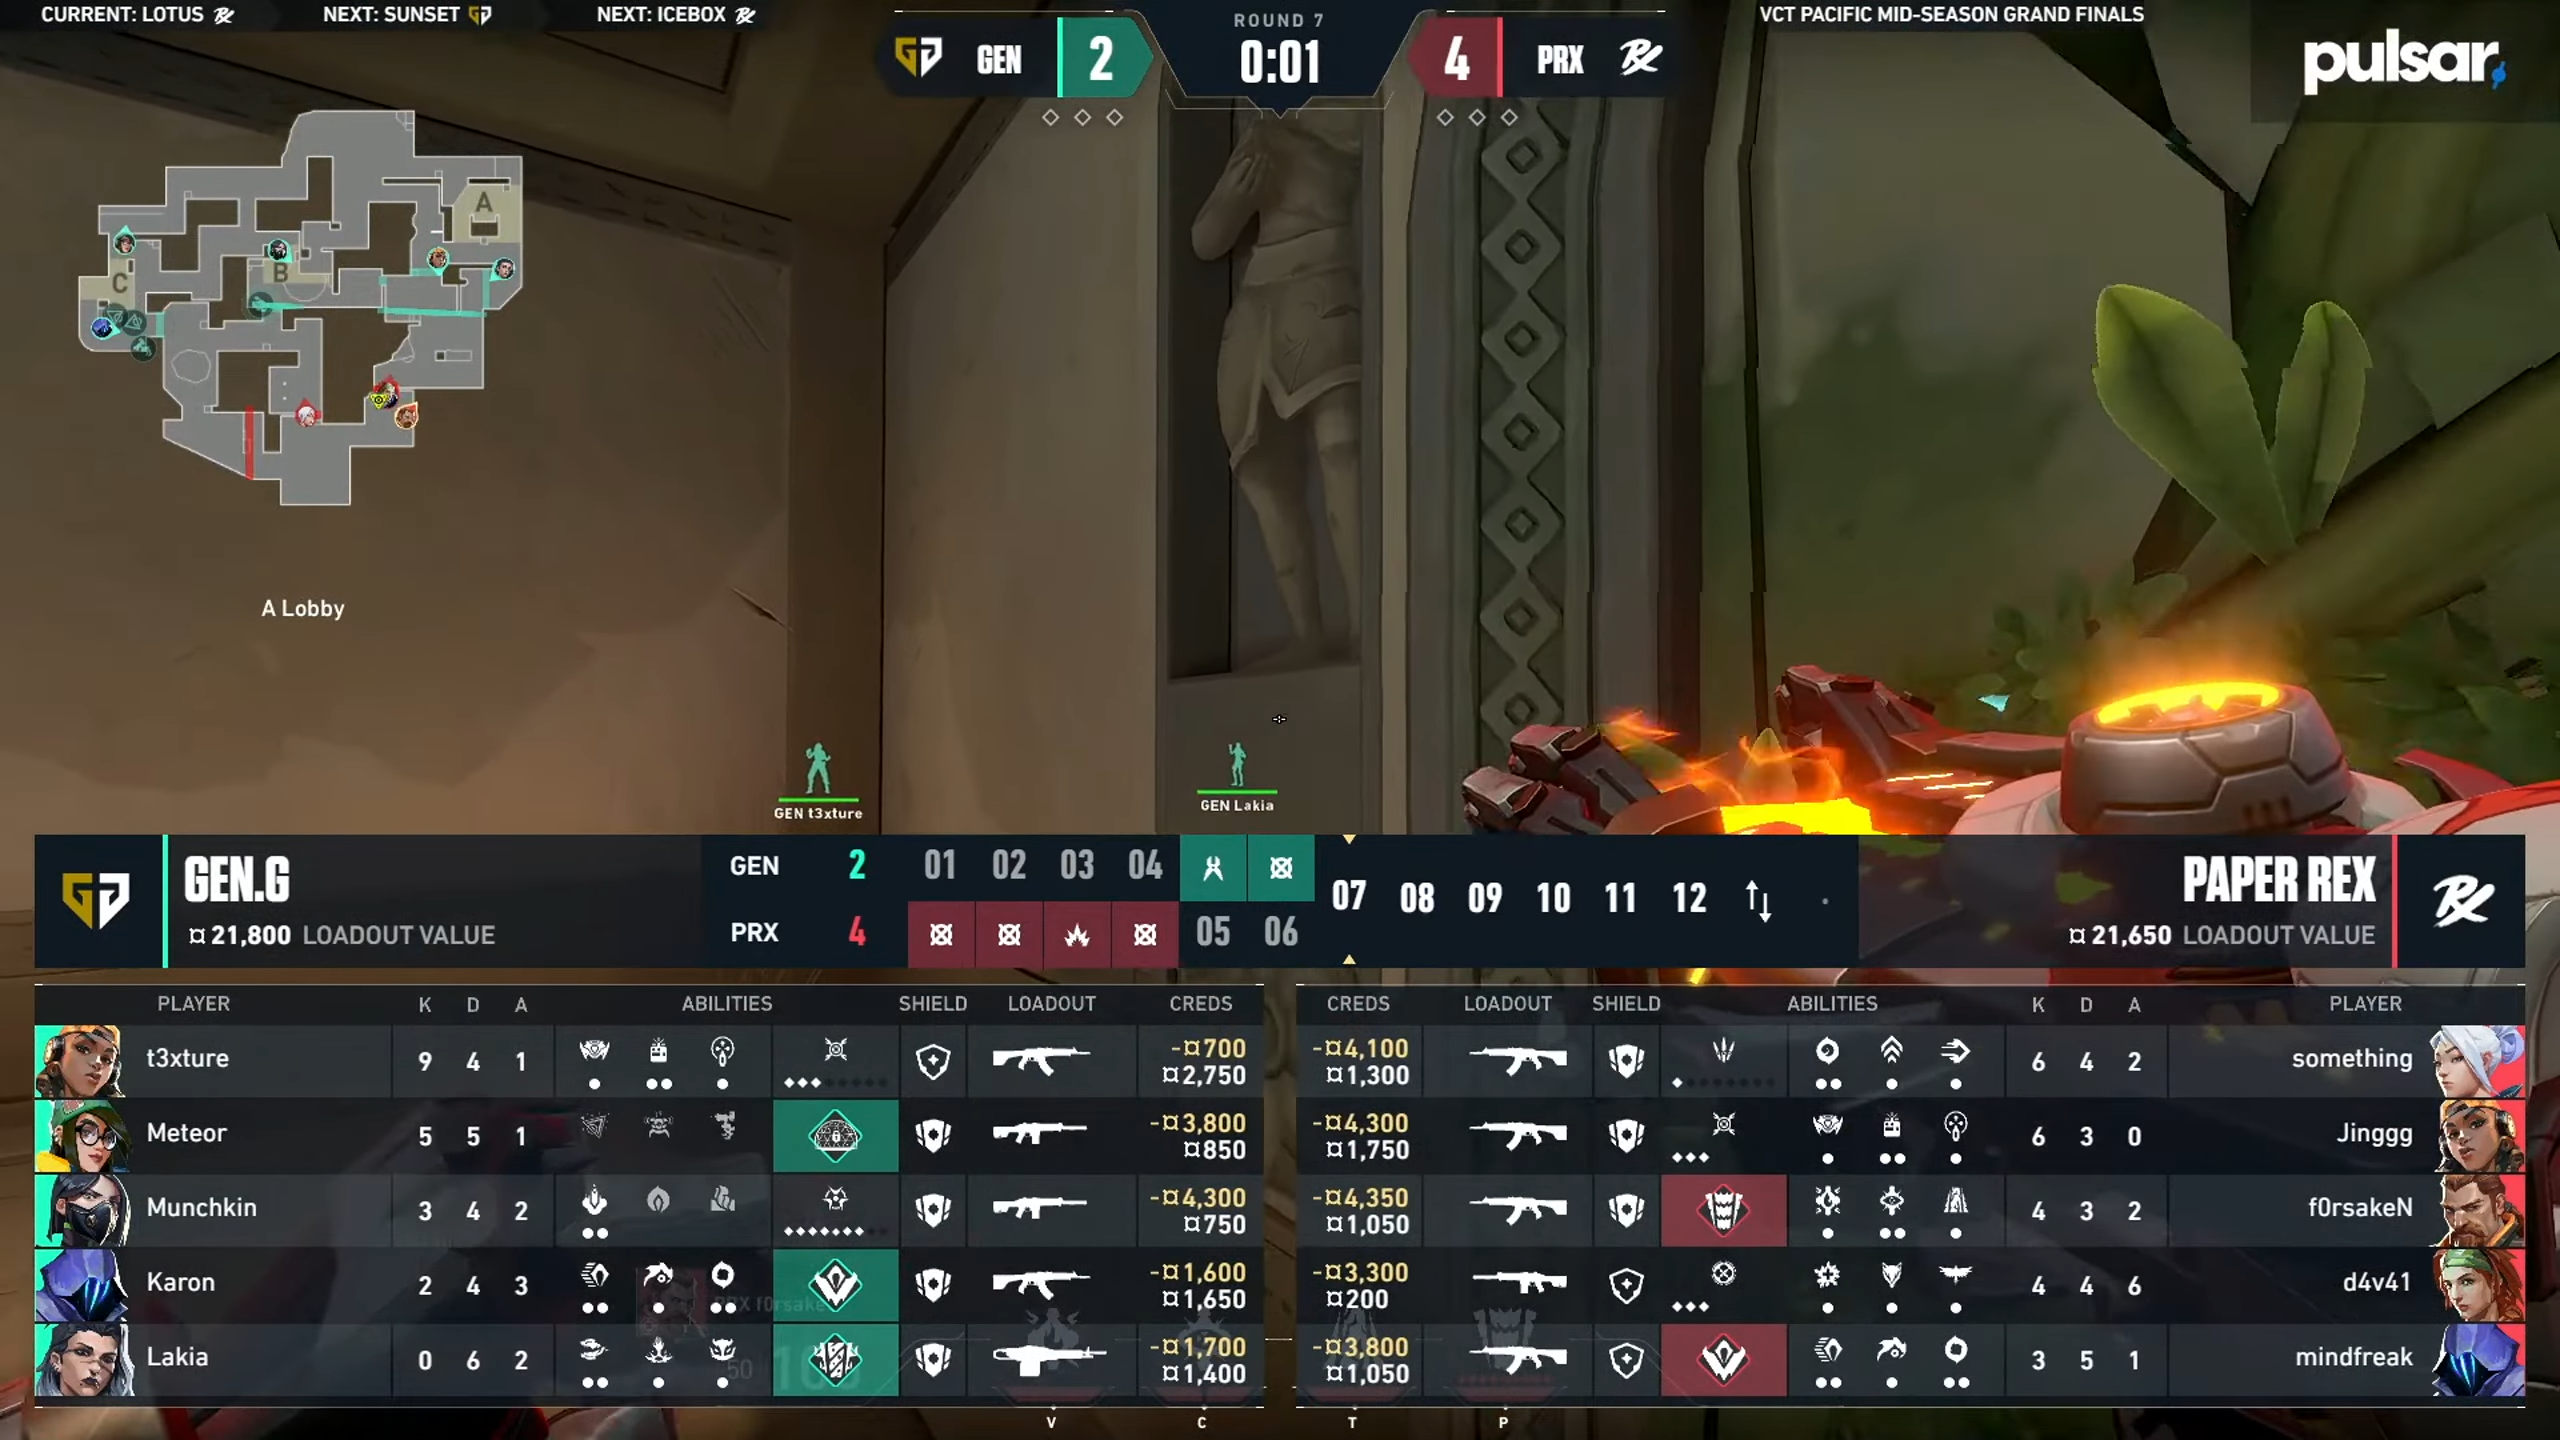 CURRENT: LOTUS
NEXT: SUNSET
NEXT: ICEBOX
GEN
2
ROUND 7
0:01
4
PRX
VCT PACIFIC MID-SEASON GRAND FINALS
pulsar
A
B
C
A Lobby
GEN t3xture
GEN Lakia
GEN.G
¤ 21,800 LOADOUT VALUE
GEN 2 01 02 03 04
PRX 4 05 06
07 08 09 10 11 12
PAPER REX
¤ 21,650 LOADOUT VALUE
PLAYER K D A ABILITIES SHIELD LOADOUT CREDS
t3xture 9 4 1 -¤700 ¤2,750
Meteor 5 5 1 -¤3,800 ¤850
Munchkin 3 4 2 -¤4,300 ¤750
Karon 2 4 3 -¤1,600 ¤1,650
Lakia 0 6 2 -¤1,700 ¤1,400
CREDS LOADOUT SHIELD ABILITIES K D A PLAYER
-¤4,100 ¤1,300 6 4 2 something
-¤4,300 ¤1,750 6 3 0 Jinggg
-¤4,350 ¤1,050 4 3 2 f0rsakeN
-¤3,300 ¤200 4 4 6 d4v41
-¤3,800 ¤1,050 3 5 1 mindfreak
PRX f0rsake
50
V C T P